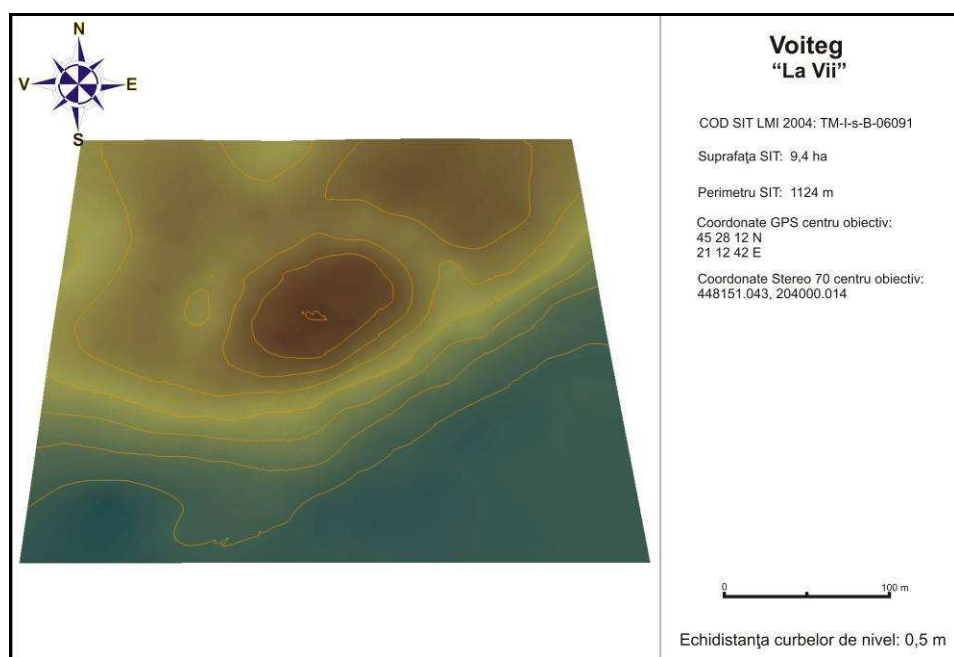 N
V E
S
Voiteg
“La Vii”
COD SIT LMI 2004: TM-I-s-B-06091
Suprafaţa SIT: 9,4 ha
Perimetru SIT: 1124 m
Coordonate GPS centru obiectiv:
45 28 12 N
21 12 42 E
Coordonate Stereo 70 centru obiectiv:
448151.043, 204000.014
0 100 m
Echidistanţa curbelor de nivel: 0,5 m